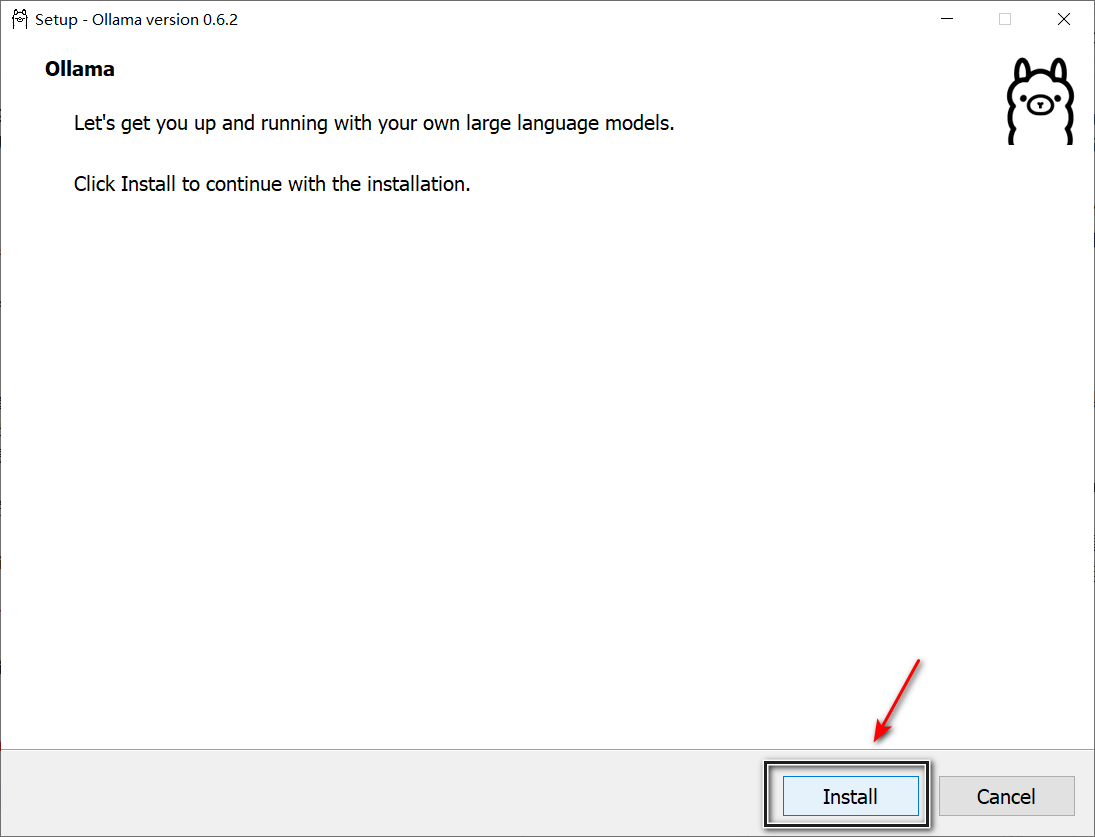 Setup - Ollama version 0.6.2
Ollama
Let's get you up and running with your own large language models.
Click Install to continue with the installation.
Install
Cancel